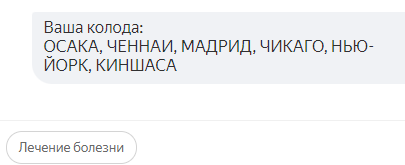 Ваша колода:
ОСАКА, ЧЕННАИ, МАДРИД, ЧИКАГО, НЬЮ-
ЙОРК, КИНШАСА
Лечение болезни